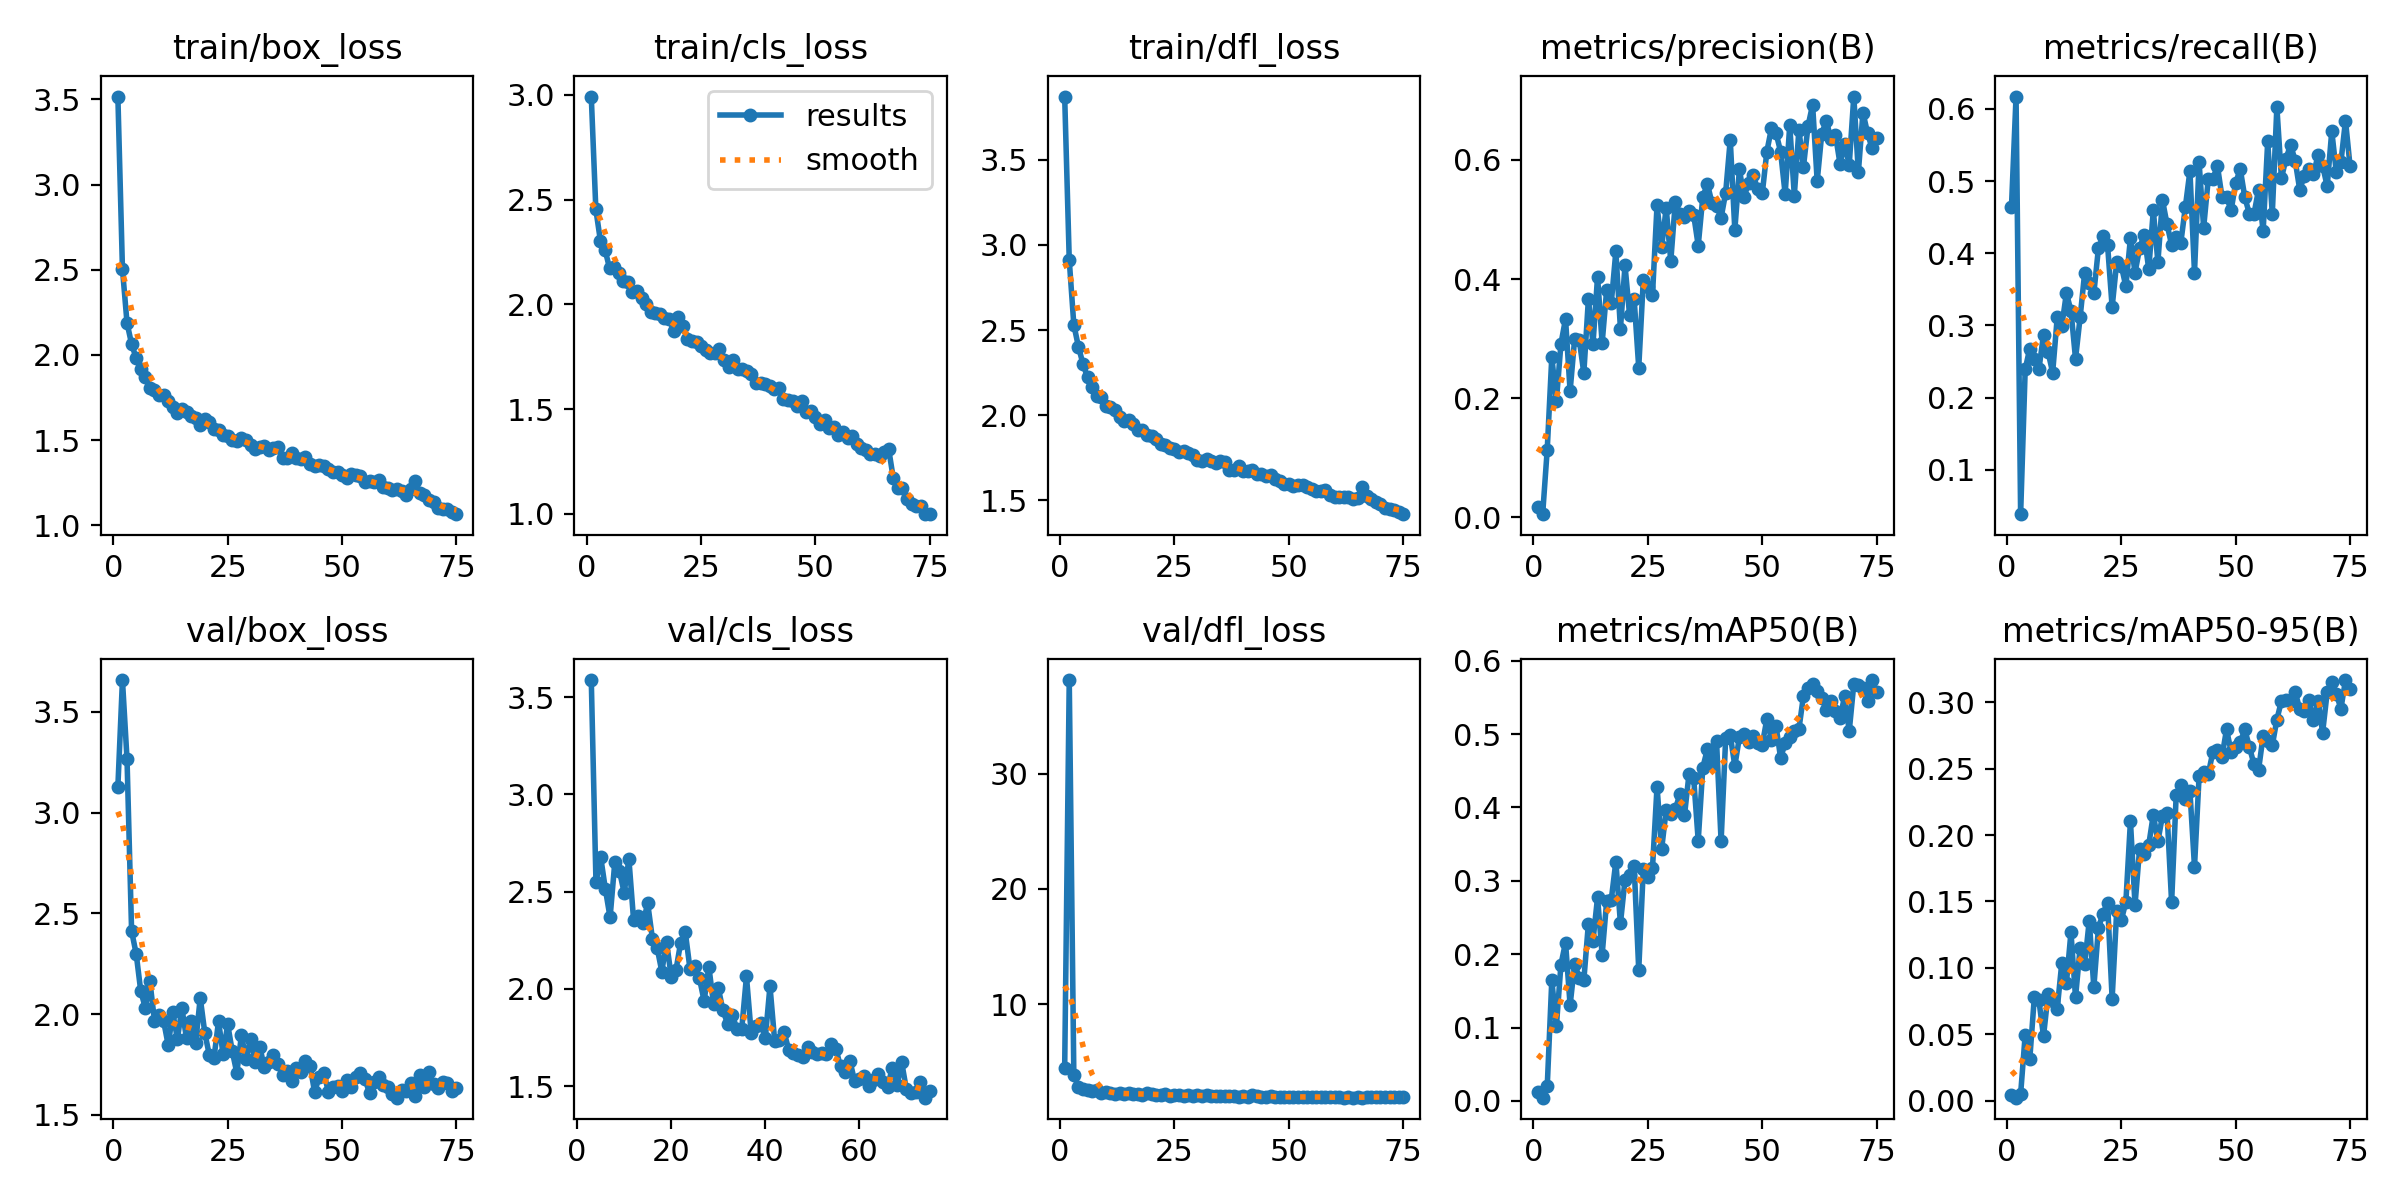 train/box_loss
3.5
3.0
2.5
2.0
1.5
1.0
0 25 50 75
train/cls_loss
results
smooth
3.0
2.5
2.0
1.5
1.0
0 25 50 75
train/dfl_loss
3.5
3.0
2.5
2.0
1.5
0 25 50 75
metrics/precision(B)
0.6
0.4
0.2
0.0
0 25 50 75
metrics/recall(B)
0.6
0.5
0.4
0.3
0.2
0.1
0 25 50 75
val/box_loss
3.5
3.0
2.5
2.0
1.5
0 25 50 75
val/cls_loss
3.5
3.0
2.5
2.0
1.5
0 20 40 60
val/dfl_loss
30
20
10
0 25 50 75
metrics/mAP50(B)
0.6
0.5
0.4
0.3
0.2
0.1
0.0
0 25 50 75
metrics/mAP50-95(B)
0.30
0.25
0.20
0.15
0.10
0.05
0.00
0 25 50 75